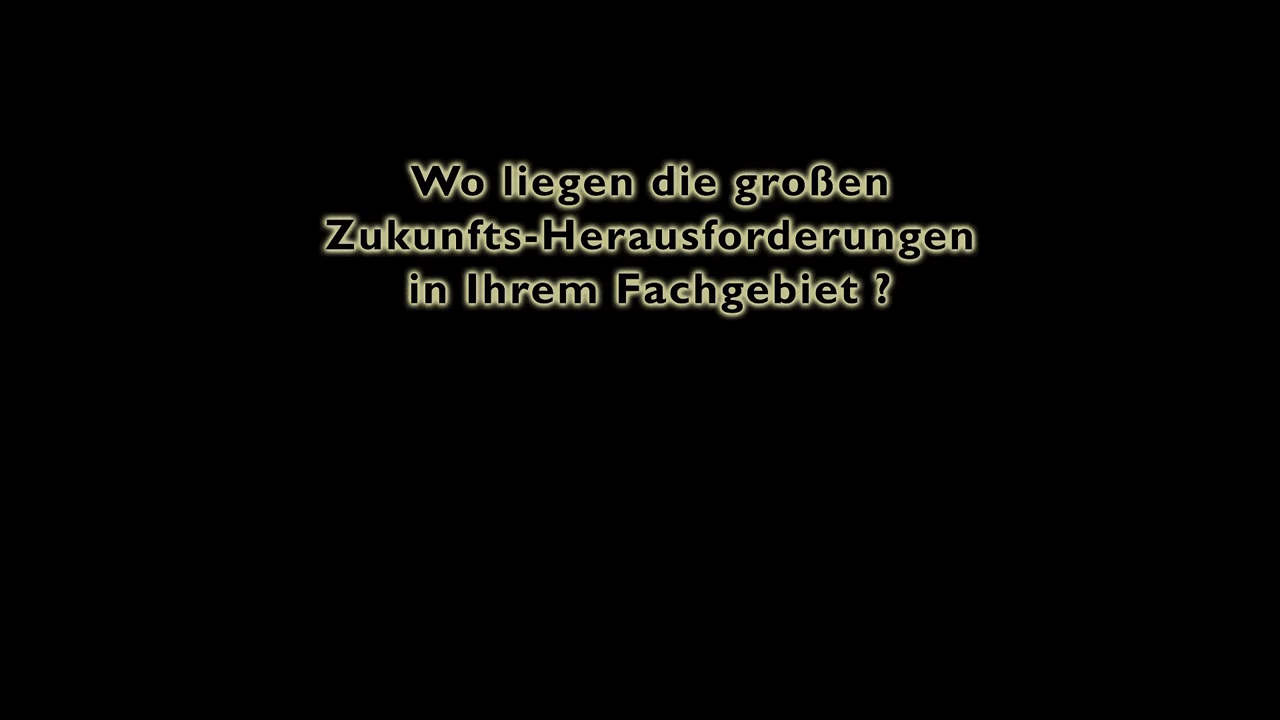 Wo liegen die großen
Zukunfts-Herausforderungen
in Ihrem Fachgebiet ?